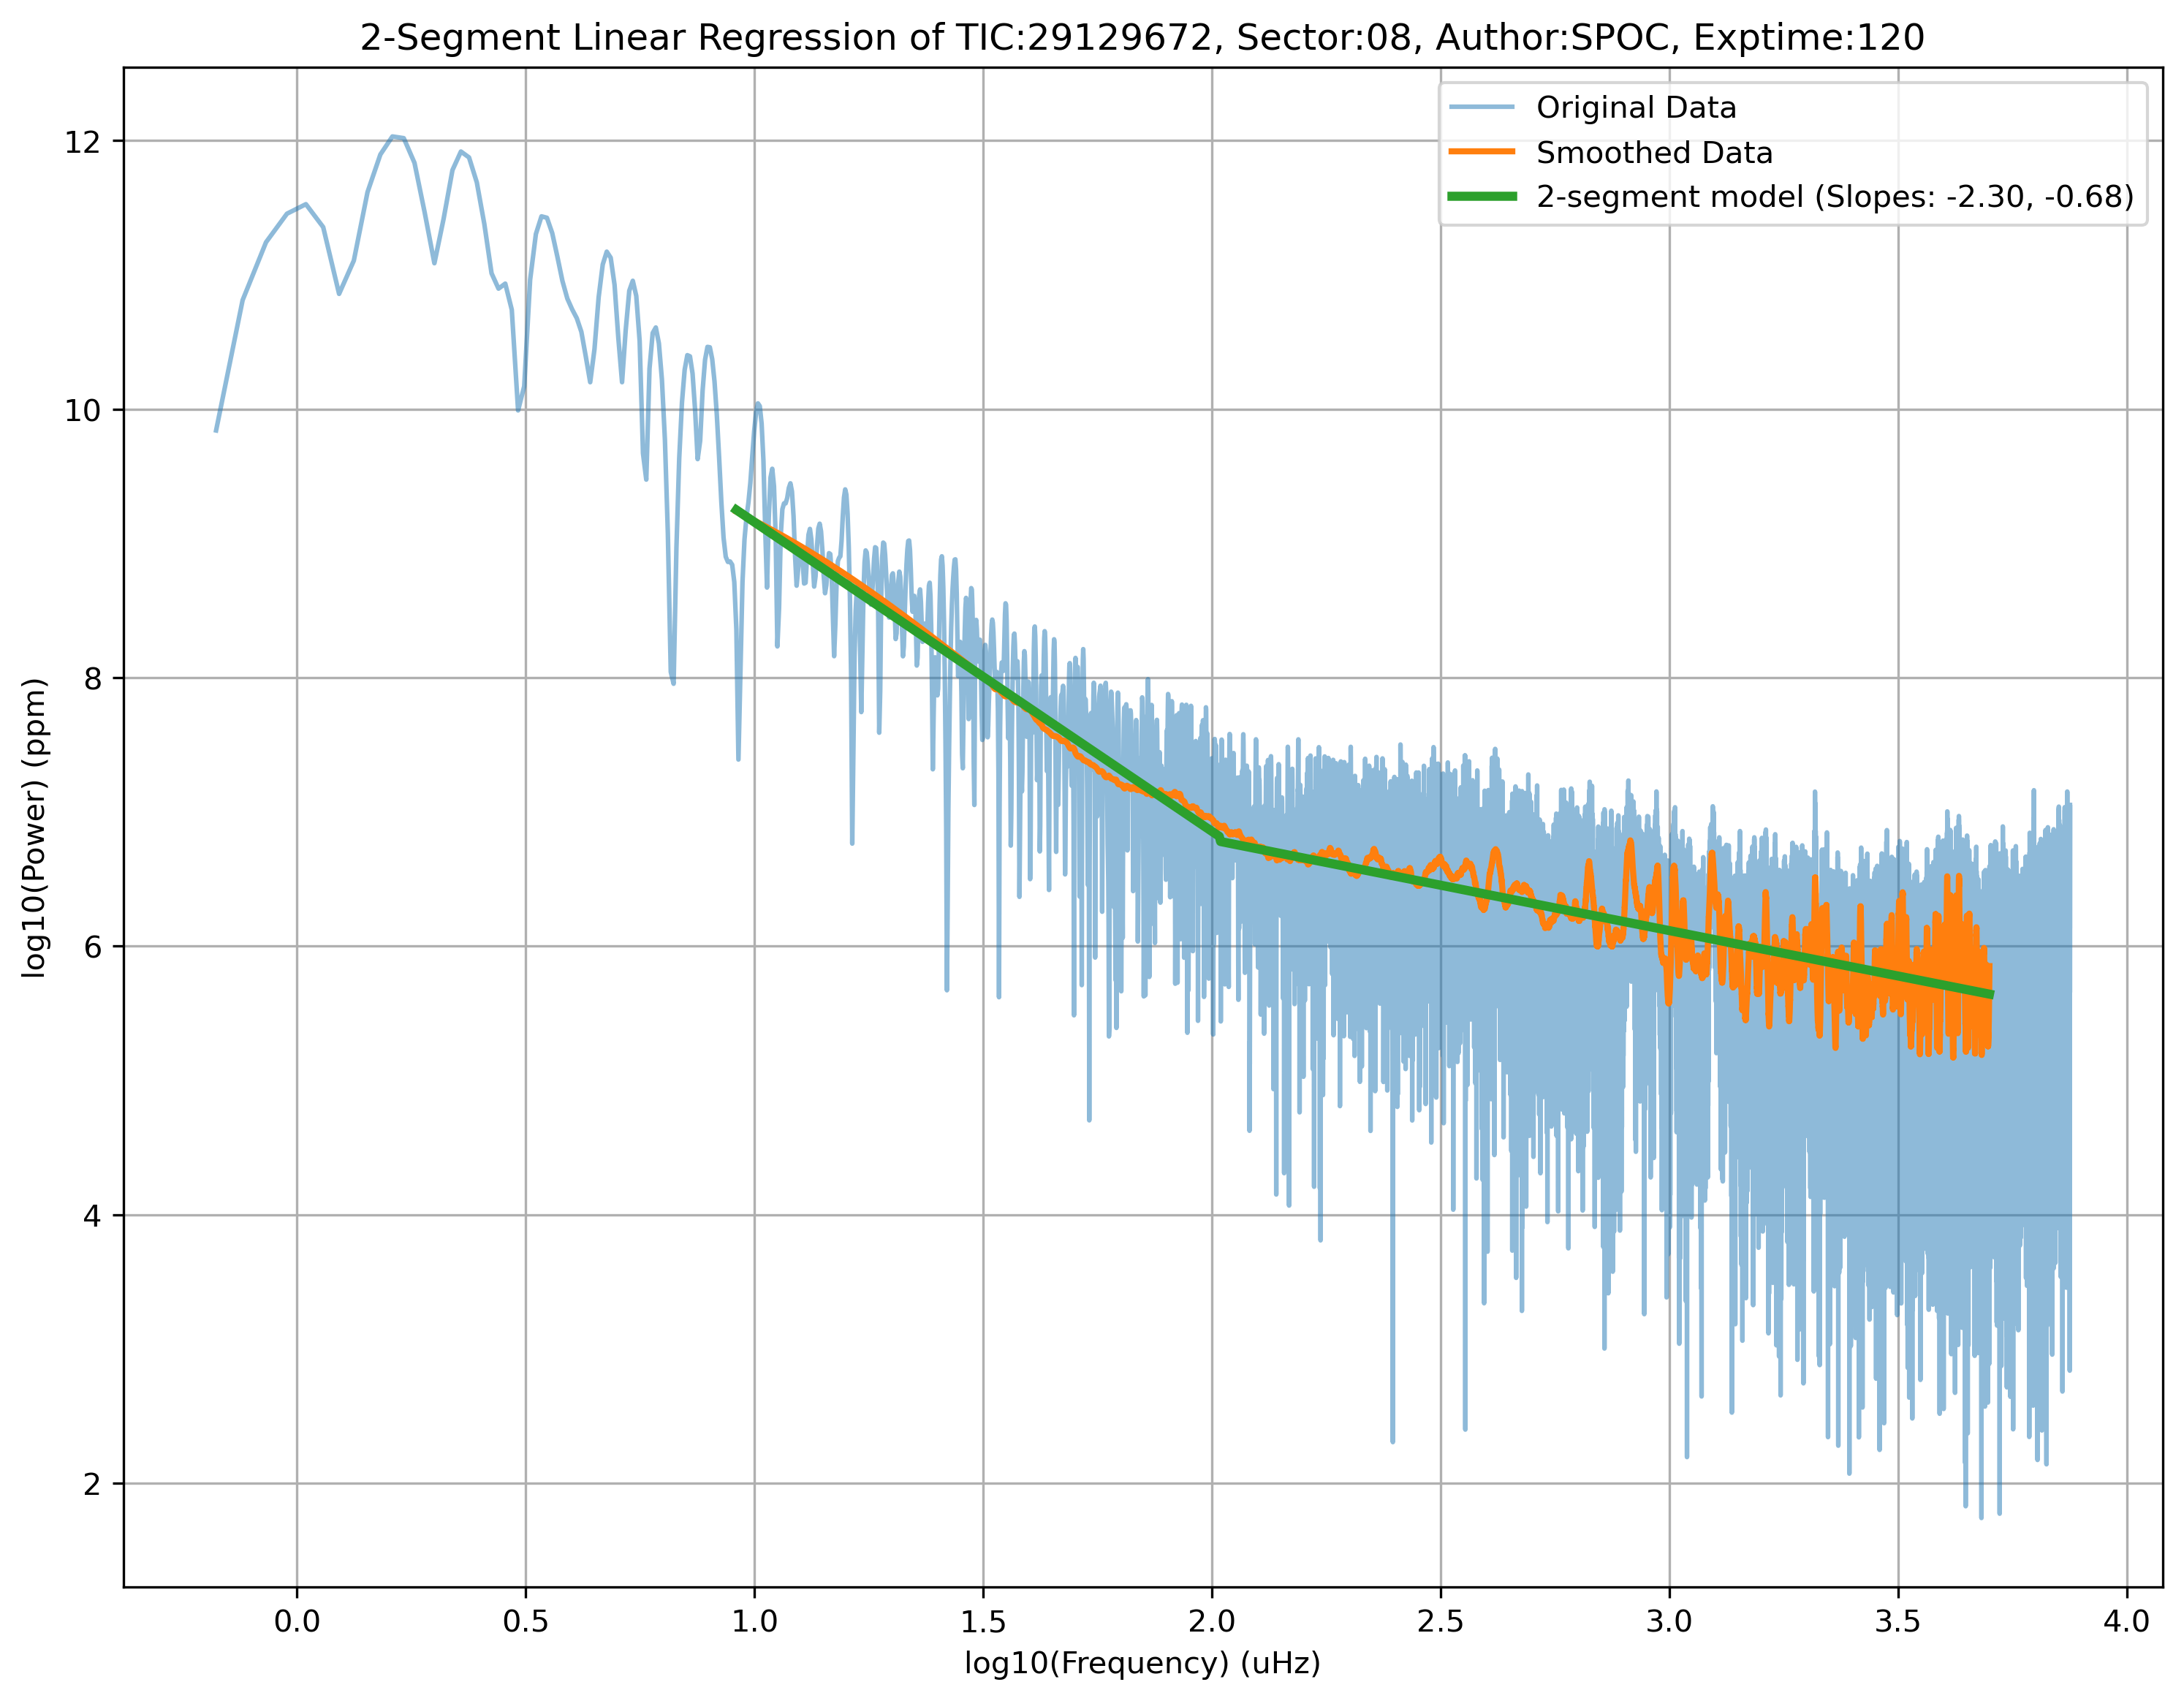 2-Segment Linear Regression of TIC:29129672, Sector:08, Author:SPOC, Exptime:120
Original Data
Smoothed Data
2-segment model (Slopes: -2.30, -0.68)
log10(Power) (ppm)
12
10
8
6
4
2
0.0 0.5 1.0 1.5 2.0 2.5 3.0 3.5 4.0
log10(Frequency) (uHz)